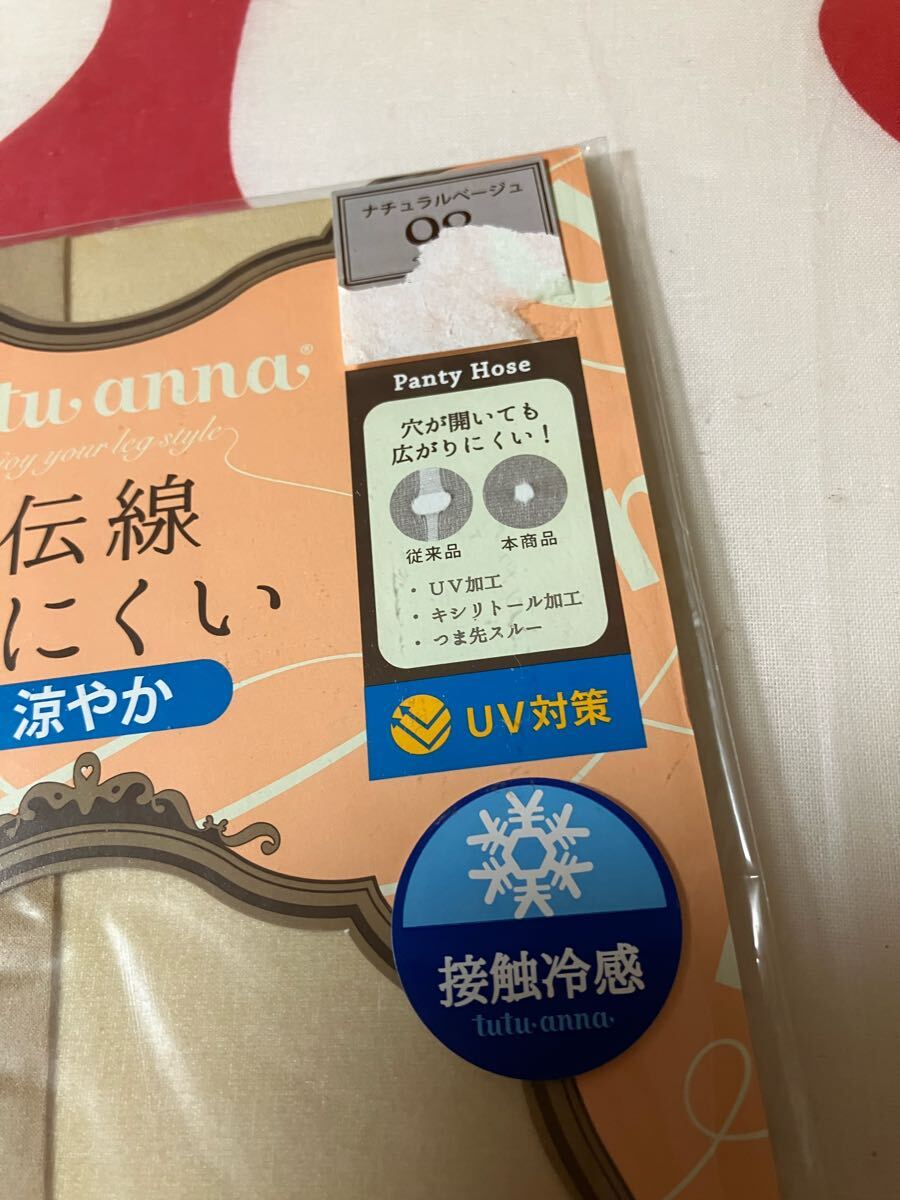 ナチュラルベージュ
98
tutu anna®
enjoy your leg style
伝線
にくい
涼やか
Panty Hose
穴が開いても
広がりにくい！
従来品
本商品
・UV加工
・キシリトール加工
・つま先スルー
UV対策
接触冷感
tutu anna